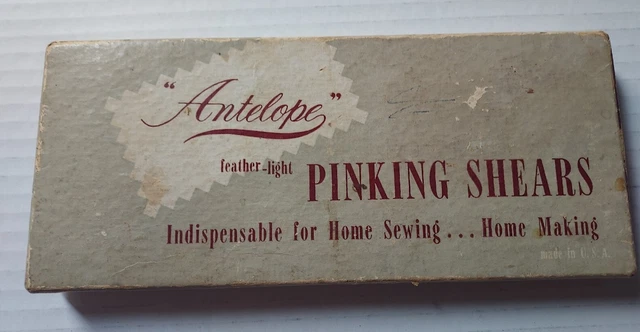 "Antelope"
feather-light PINKING SHEARS
Indispensable for Home Sewing... Home Making
made in U.S.A.